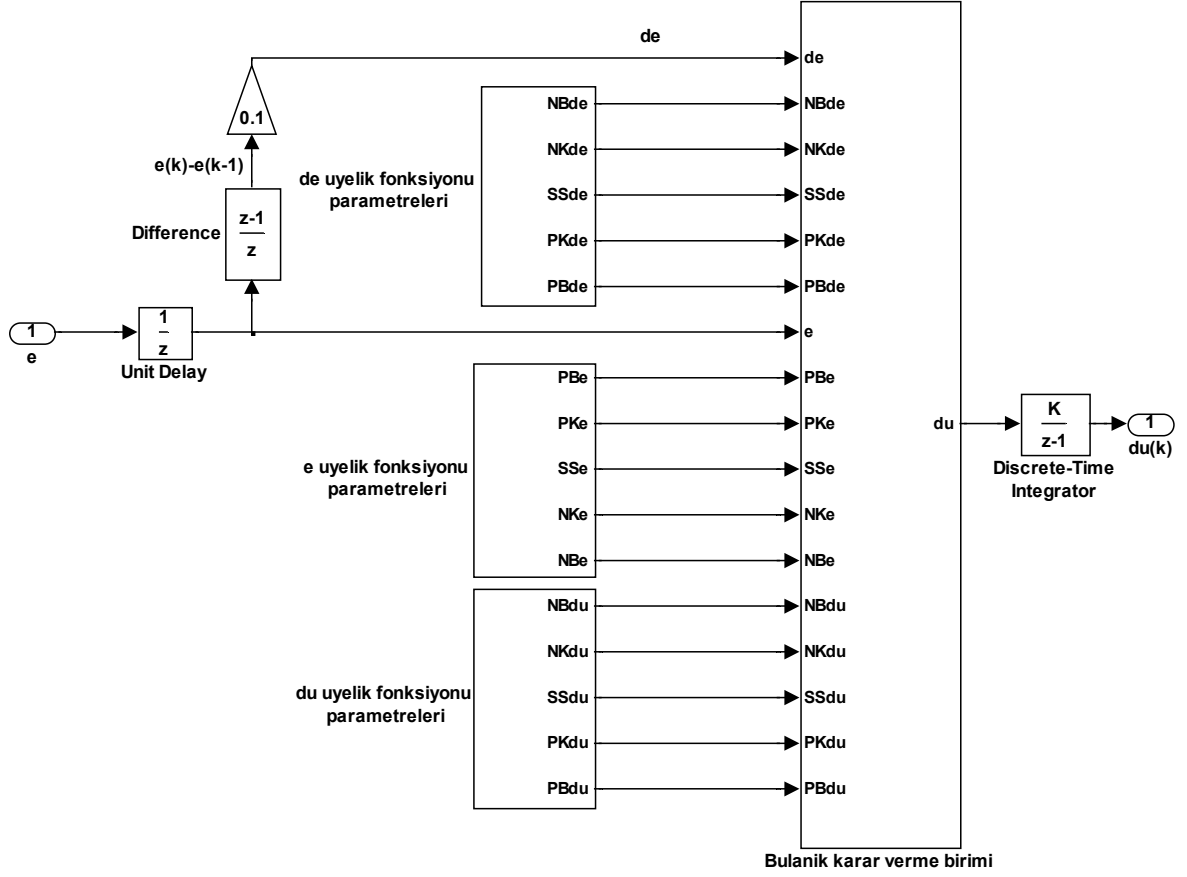 de
de
NBde
NBde
0.1
NKde
NKde
e(k)-e(k-1)
de uyelik fonksiyonu
parametreleri
SSde
SSde
Difference
z-1
z
PKde
PKde
PBde
PBde
1
e
1
z
Unit Delay
e
PBe
PBe
PKe
PKe
e uyelik fonksiyonu
parametreleri
SSe
SSe
NKe
NKe
NBe
NBe
du
K
z-1
Discrete-Time
Integrator
1
du(k)
NBdu
NBdu
NKdu
NKdu
du uyelik fonksiyonu
parametreleri
SSdu
SSdu
PKdu
PKdu
PBdu
PBdu
Bulanik karar verme birimi